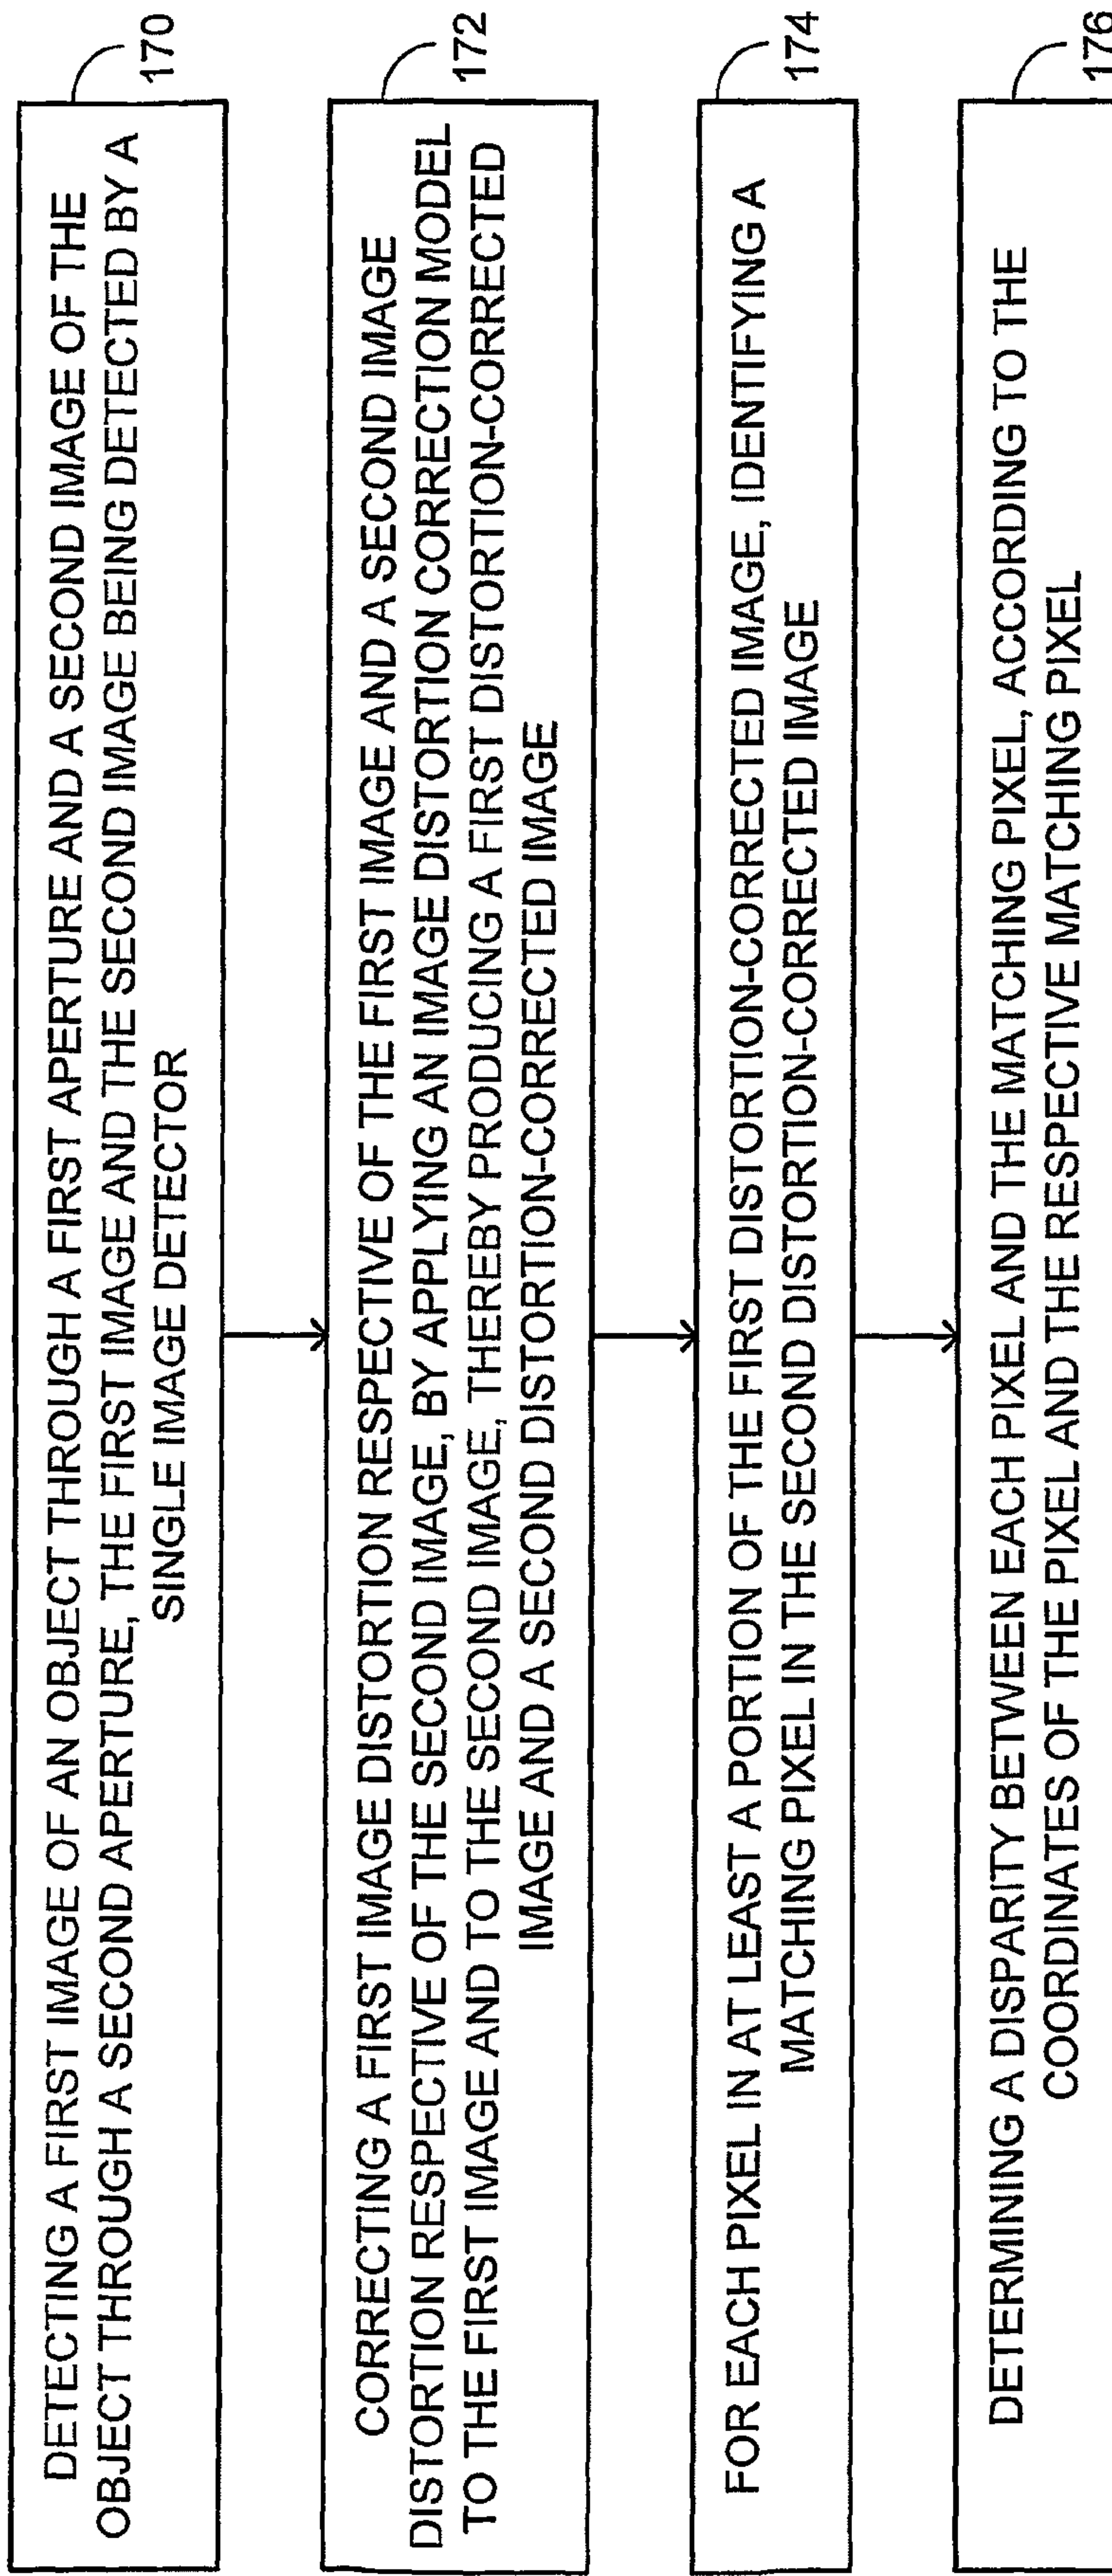 DETECTING A FIRST IMAGE OF AN OBJECT THROUGH A FIRST APERTURE AND A SECOND IMAGE OF THE
OBJECT THROUGH A SECOND APERTURE, THE FIRST IMAGE AND THE SECOND IMAGE BEING DETECTED BY A
SINGLE IMAGE DETECTOR
170
CORRECTING A FIRST IMAGE DISTORTION RESPECTIVE OF THE FIRST IMAGE AND A SECOND IMAGE
DISTORTION RESPECTIVE OF THE SECOND IMAGE, BY APPLYING AN IMAGE DISTORTION CORRECTION MODEL
TO THE FIRST IMAGE AND TO THE SECOND IMAGE, THEREBY PRODUCING A FIRST DISTORTION-CORRECTED
IMAGE AND A SECOND DISTORTION-CORRECTED IMAGE
172
FOR EACH PIXEL IN AT LEAST A PORTION OF THE FIRST DISTORTION-CORRECTED IMAGE, IDENTIFYING A
MATCHING PIXEL IN THE SECOND DISTORTION-CORRECTED IMAGE
174
DETERMINING A DISPARITY BETWEEN EACH PIXEL AND THE MATCHING PIXEL, ACCORDING TO THE
COORDINATES OF THE PIXEL AND THE RESPECTIVE MATCHING PIXEL
176